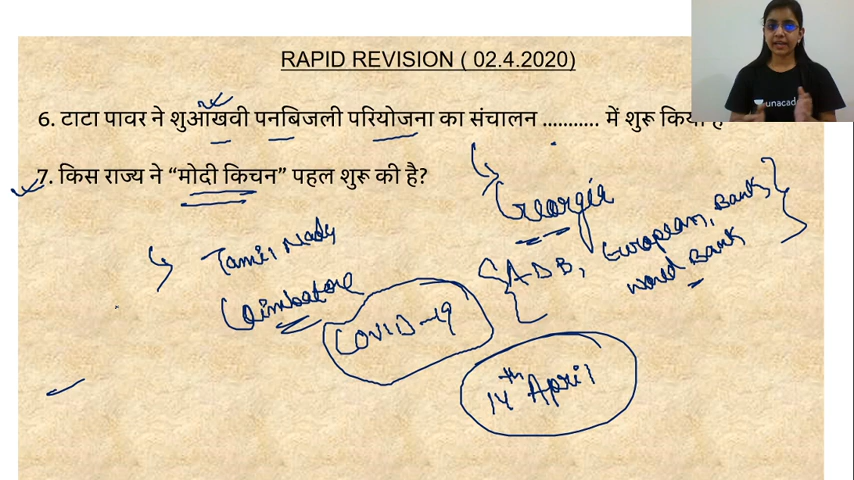 RAPID REVISION ( 02.4.2020)
6. टाटा पावर ने शुआखवी पनबिजली परियोजना का संचालन ........... में शुरू किया है
7. किस राज्य ने “मोदी किचन” पहल शुरू की है?
Georgia
Tamil Nadu
ADB, European, Bank
World Bank
Coimbatore
COVID-19
14th April
unacad